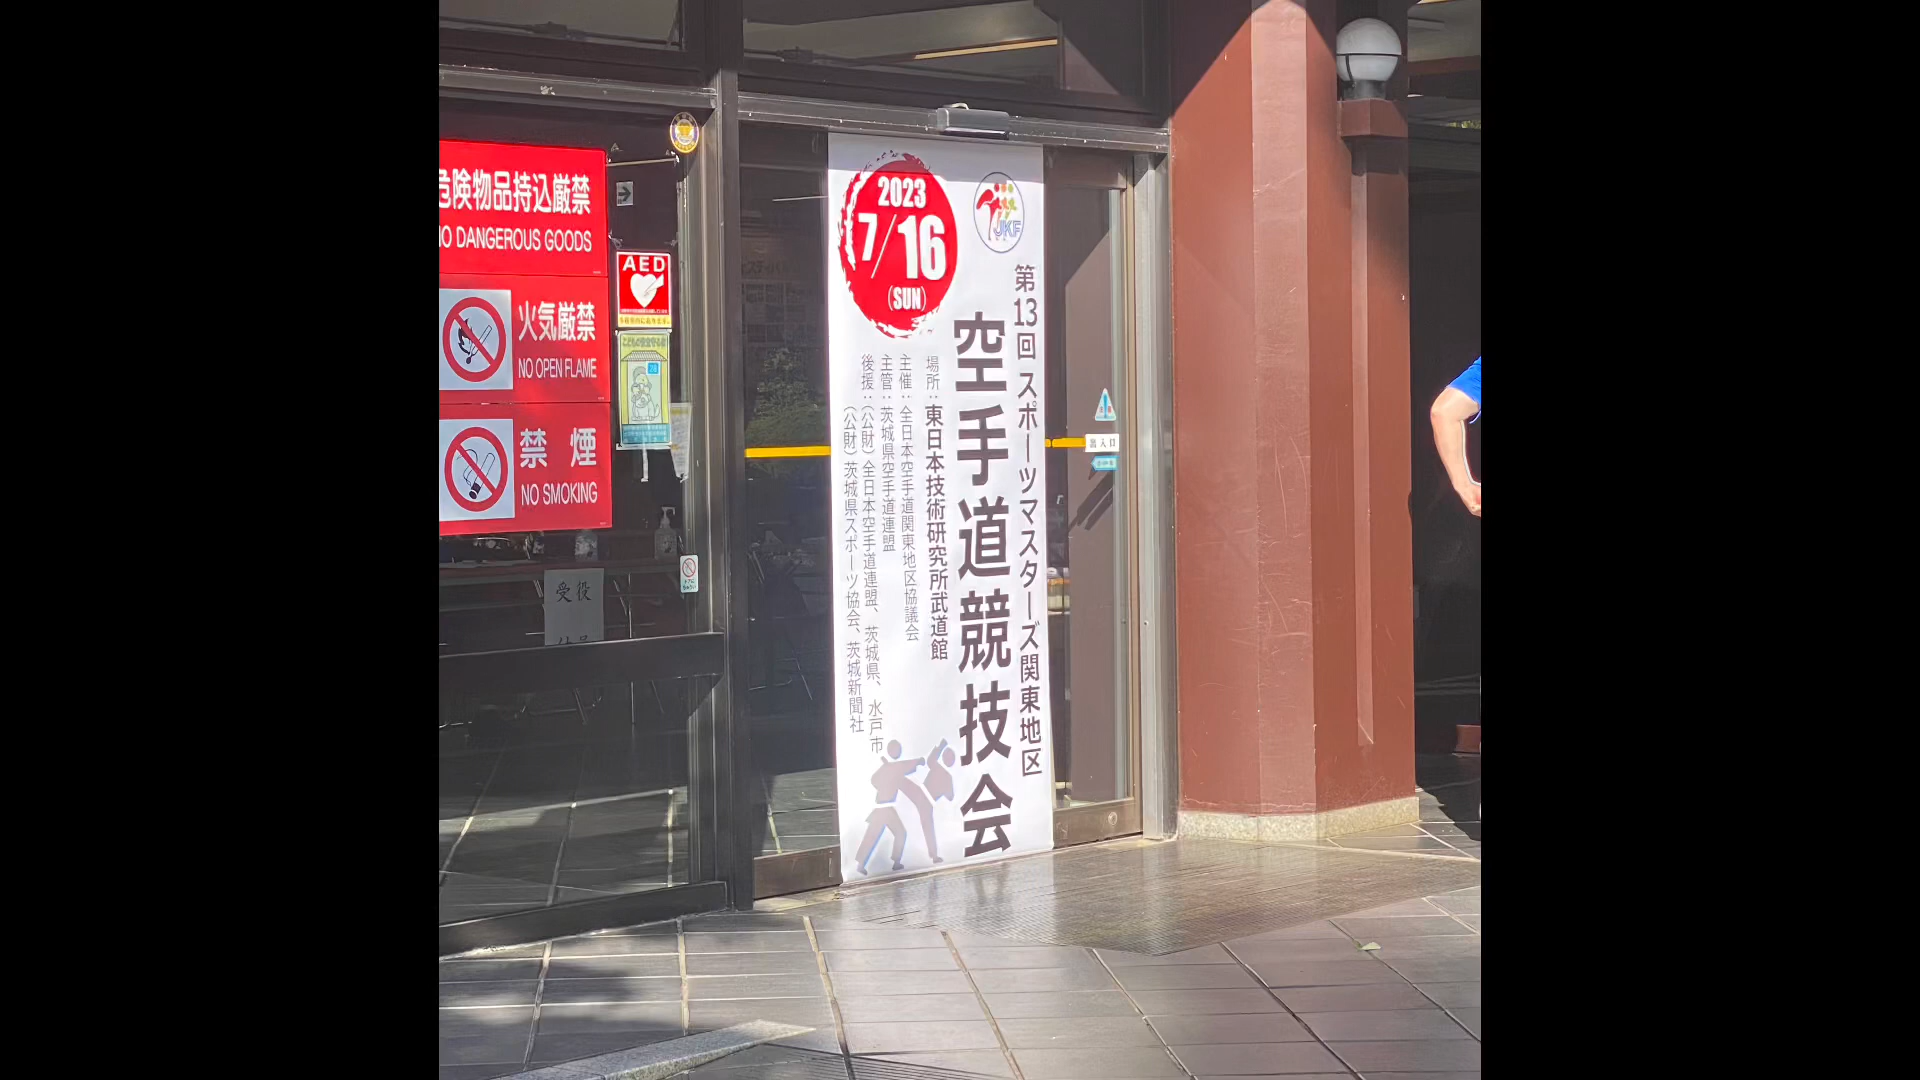 危険物品持込厳禁
NO DANGEROUS GOODS
火気厳禁
NO OPEN FLAME
禁煙
NO SMOKING
AED
受役
2023
7/16
(SUN)
JKF
第13回 スポーツマスターズ関東地区
空手道競技会
場所:東日本技術研究所武道館
主催:全日本空手道関東地区協議会
主管:茨城県空手道連盟
後援:(公財)全日本空手道連盟、茨城県、水戸市
(公財)茨城県スポーツ協会、茨城新聞社
出入口